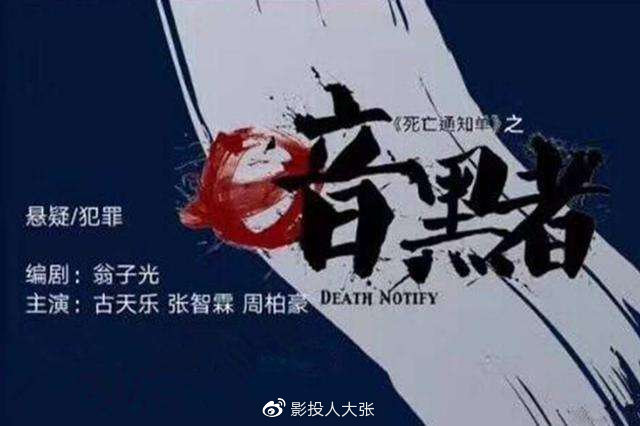 《死亡通知单》之
暗黑者
DEATH NOTIFY
悬疑/犯罪
编剧：翁子光
主演：古天乐 张智霖 周柏豪
影投人大张